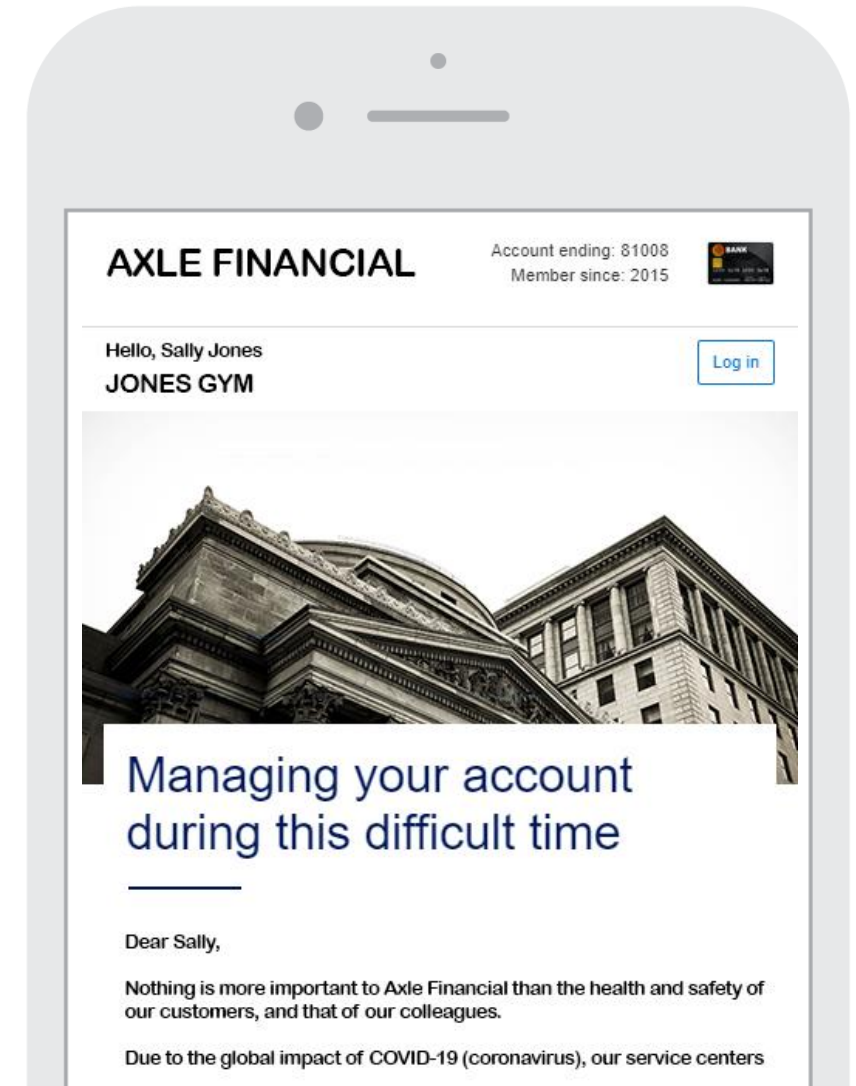 AXLE FINANCIAL
Account ending: 81008
Member since: 2015
BANK
Hello, Sally Jones
JONES GYM
Log in
Managing your account
during this difficult time
Dear Sally,
Nothing is more important to Axle Financial than the health and safety of
our customers, and that of our colleagues.
Due to the global impact of COVID-19 (coronavirus), our service centers